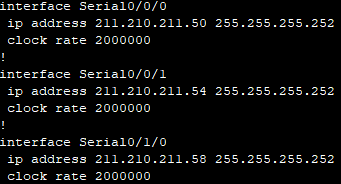 interface Serial0/0/0
 ip address 211.210.211.50 255.255.255.252
 clock rate 2000000
!
interface Serial0/0/1
 ip address 211.210.211.54 255.255.255.252
 clock rate 2000000
!
interface Serial0/1/0
 ip address 211.210.211.58 255.255.255.252
 clock rate 2000000